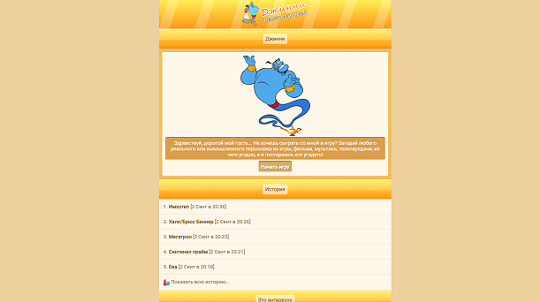 Джинни
Джинни
Здравствуй, дорогой мой гость... Не хочешь сыграть со мной в игру? Загадай любого
реального или вымышленного персонажа из игры, фильма, мультика, телепередачи, из
чего угодно, а я постараюсь его угадать!
Начать игру
История
1. Имхотеп [2 Сент в 20:35]
2. Халк/Брюс Беннер [2 Сент в 20:26]
3. Мегатрон [2 Сент в 20:23]
4. Сентинел прайм [2 Сент в 20:21]
5. Ева [2 Сент в 20:19]
Показать всю историю...
Это интересно